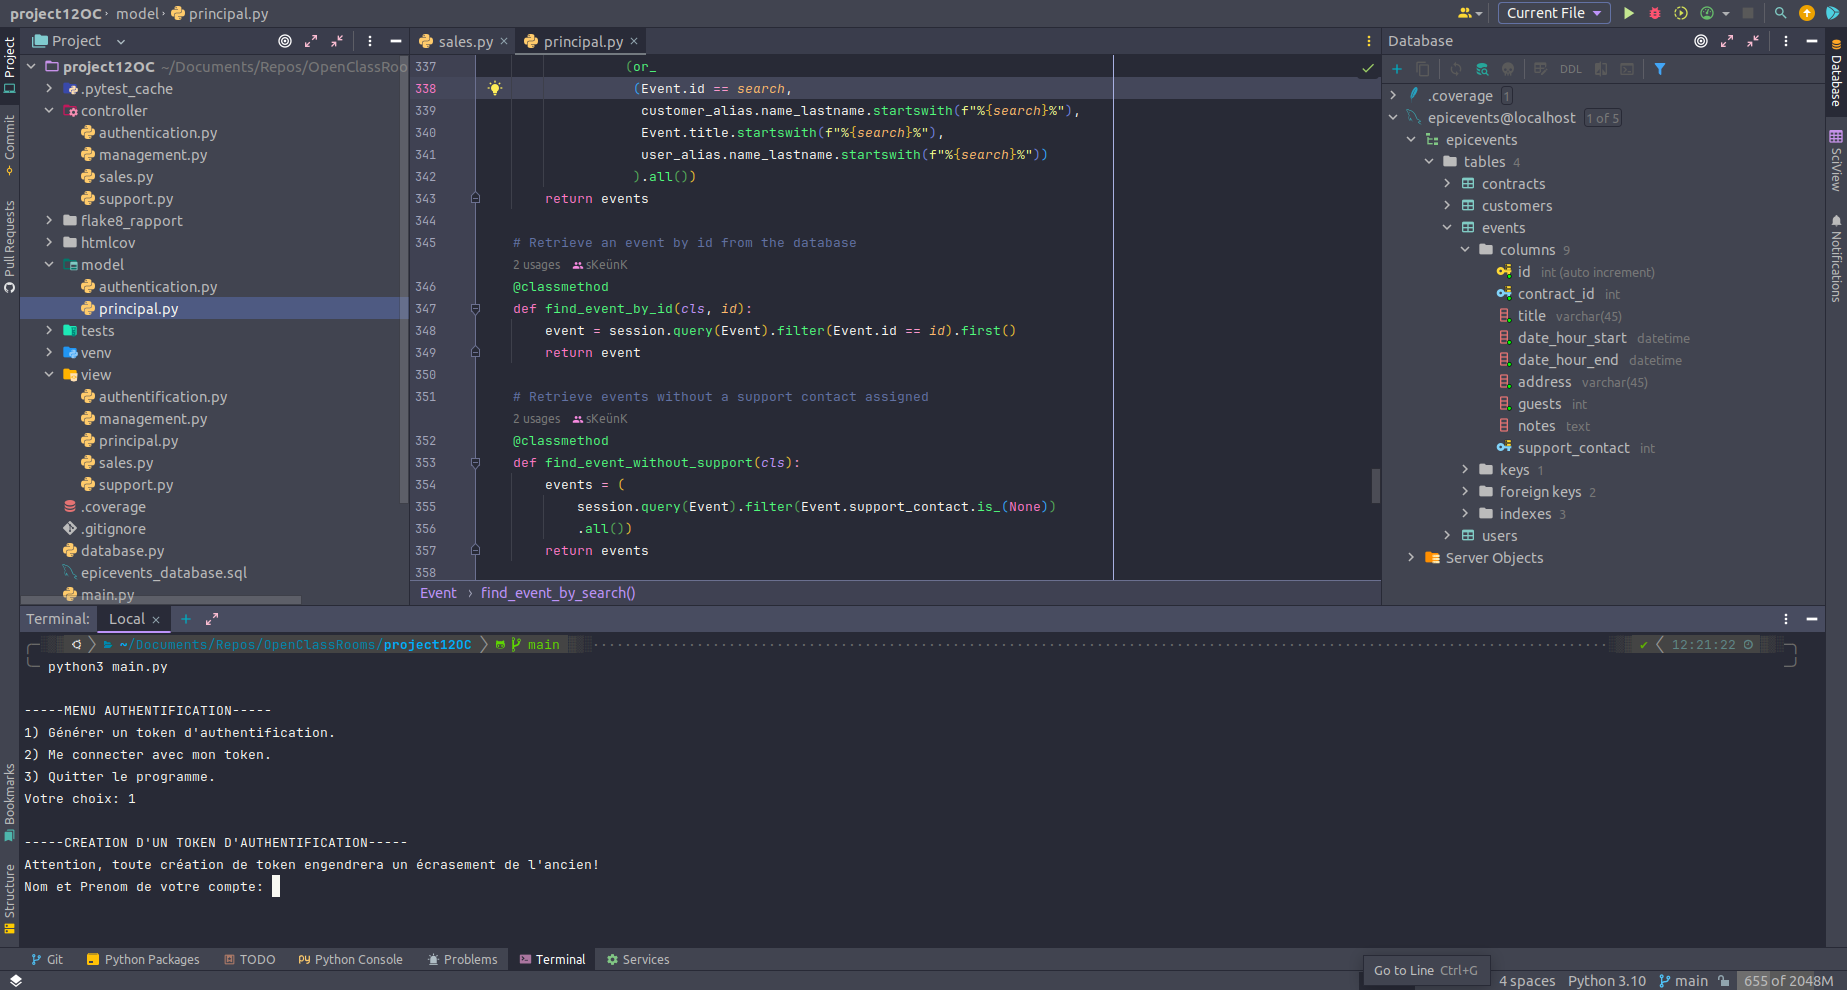 project12OC › model › principal.py
Current File
Project
project12OC ~/Documents/Repos/OpenClassRoo
.pytest_cache
controller
authentication.py
management.py
sales.py
support.py
flake8_rapport
htmlcov
model
authentication.py
principal.py
tests
venv
view
authentification.py
management.py
principal.py
sales.py
support.py
.coverage
.gitignore
database.py
epicevents_database.sql
main.py
Project
Commit
Pull Requests
Bookmarks
Structure
sales.py ×
principal.py ×
337 (or_
338 (Event.id == search,
339 customer_alias.name_lastname.startswith(f"%{search}%"),
340 Event.title.startswith(f"%{search}%"),
341 user_alias.name_lastname.startswith(f"%{search}%"))
342 ).all())
343 return events
344
345 # Retrieve an event by id from the database
2 usages sKeünK
346 @classmethod
347 def find_event_by_id(cls, id):
348 event = session.query(Event).filter(Event.id == id).first()
349 return event
350
351 # Retrieve events without a support contact assigned
2 usages sKeünK
352 @classmethod
353 def find_event_without_support(cls):
354 events = (
355 session.query(Event).filter(Event.support_contact.is_(None))
356 .all())
357 return events
358
Event › find_event_by_search()
Database
DDL
.coverage 1
epicevents@localhost 1 of 5
epicevents
tables 4
contracts
customers
events
columns 9
id int (auto increment)
contract_id int
title varchar(45)
date_hour_start datetime
date_hour_end datetime
address varchar(45)
guests int
notes text
support_contact int
keys 1
foreign keys 2
indexes 3
users
Server Objects
Database
SciView
Notifications
Terminal: Local × +
~/Documents/Repos/OpenClassRooms/project12OC main 12:21:22
python3 main.py
-----MENU AUTHENTIFICATION-----
1) Générer un token d'authentification.
2) Me connecter avec mon token.
3) Quitter le programme.
Votre choix: 1
-----CREATION D'UN TOKEN D'AUTHENTIFICATION-----
Attention, toute création de token engendrera un écrasement de l'ancien!
Nom et Prenom de votre compte:
Git Python Packages TODO Python Console Problems Terminal Services
Go to Line Ctrl+G
4 spaces Python 3.10 main 655 of 2048M